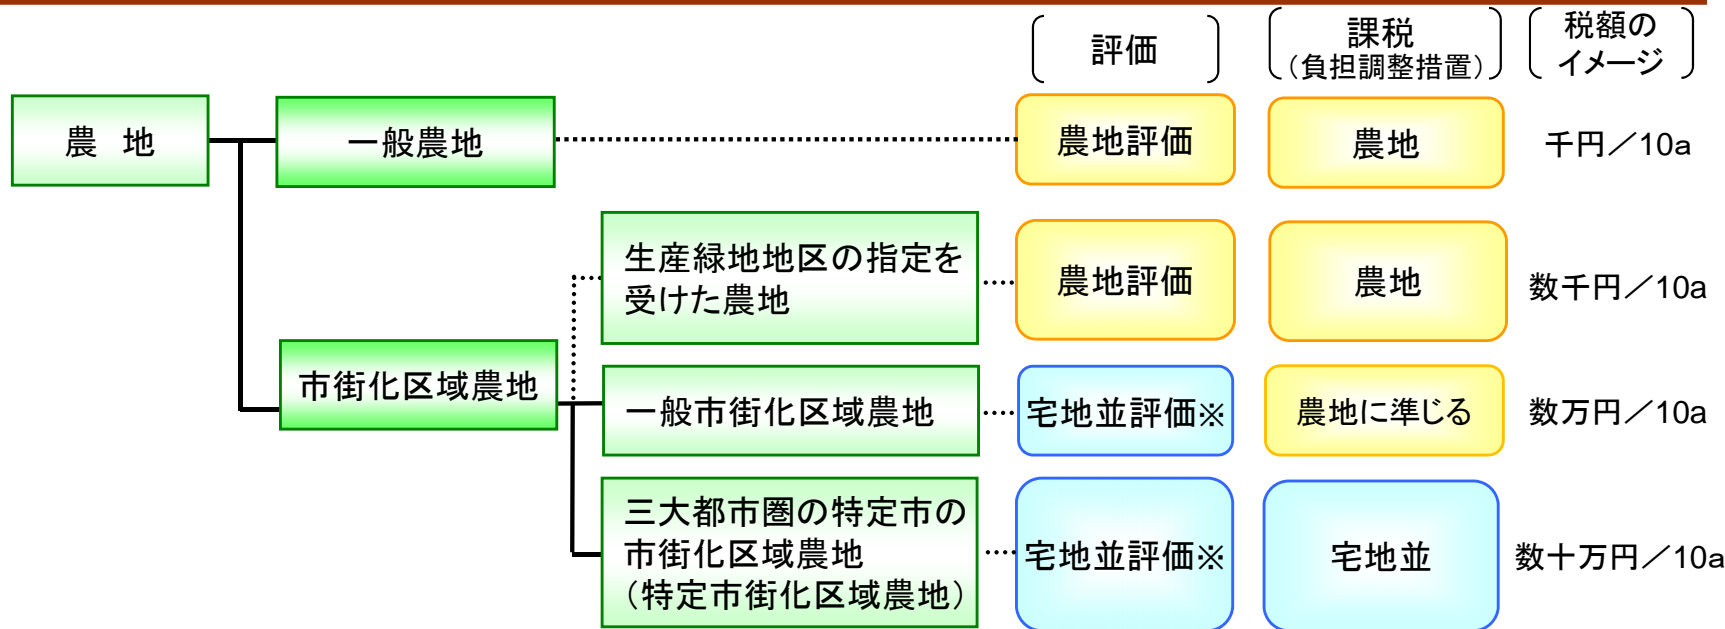 評価
課税
（負担調整措置）
税額の
イメージ
農　地
一般農地
農地評価
農地
千円／10a
生産緑地地区の指定を
受けた農地
農地評価
農地
数千円／10a
市街化区域農地
一般市街化区域農地
宅地並評価※
農地に準じる
数万円／10a
三大都市圏の特定市の
市街化区域農地
（特定市街化区域農地）
宅地並評価※
宅地並
数十万円／10a